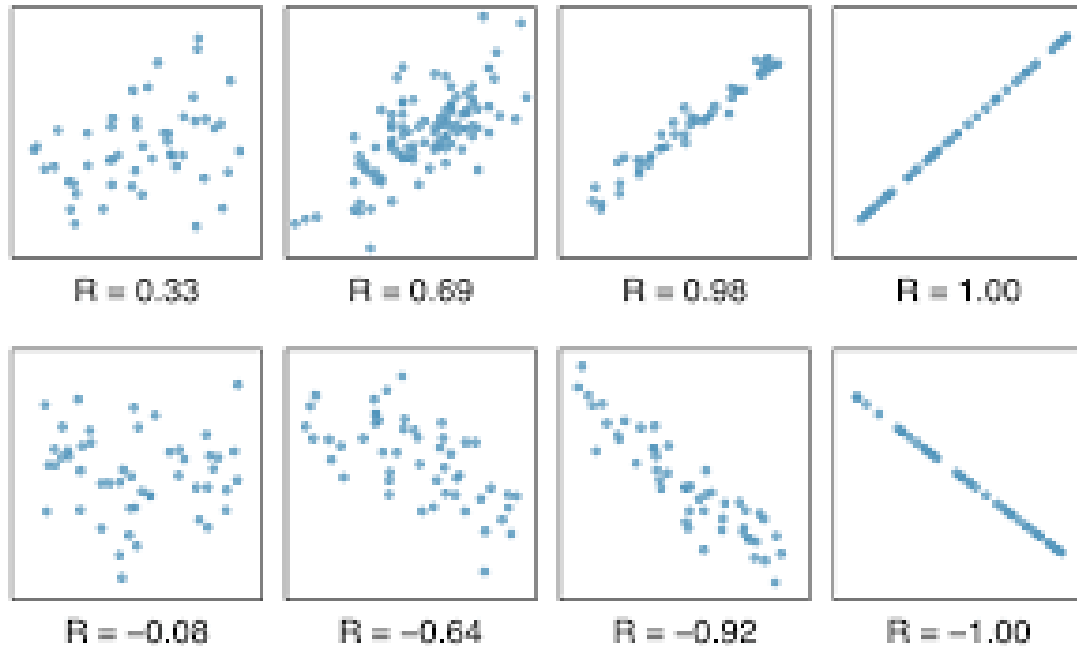 R = 0.33
R = 0.69
R = 0.98
R = 1.00
R = −0.08
R = −0.64
R = −0.92
R = −1.00